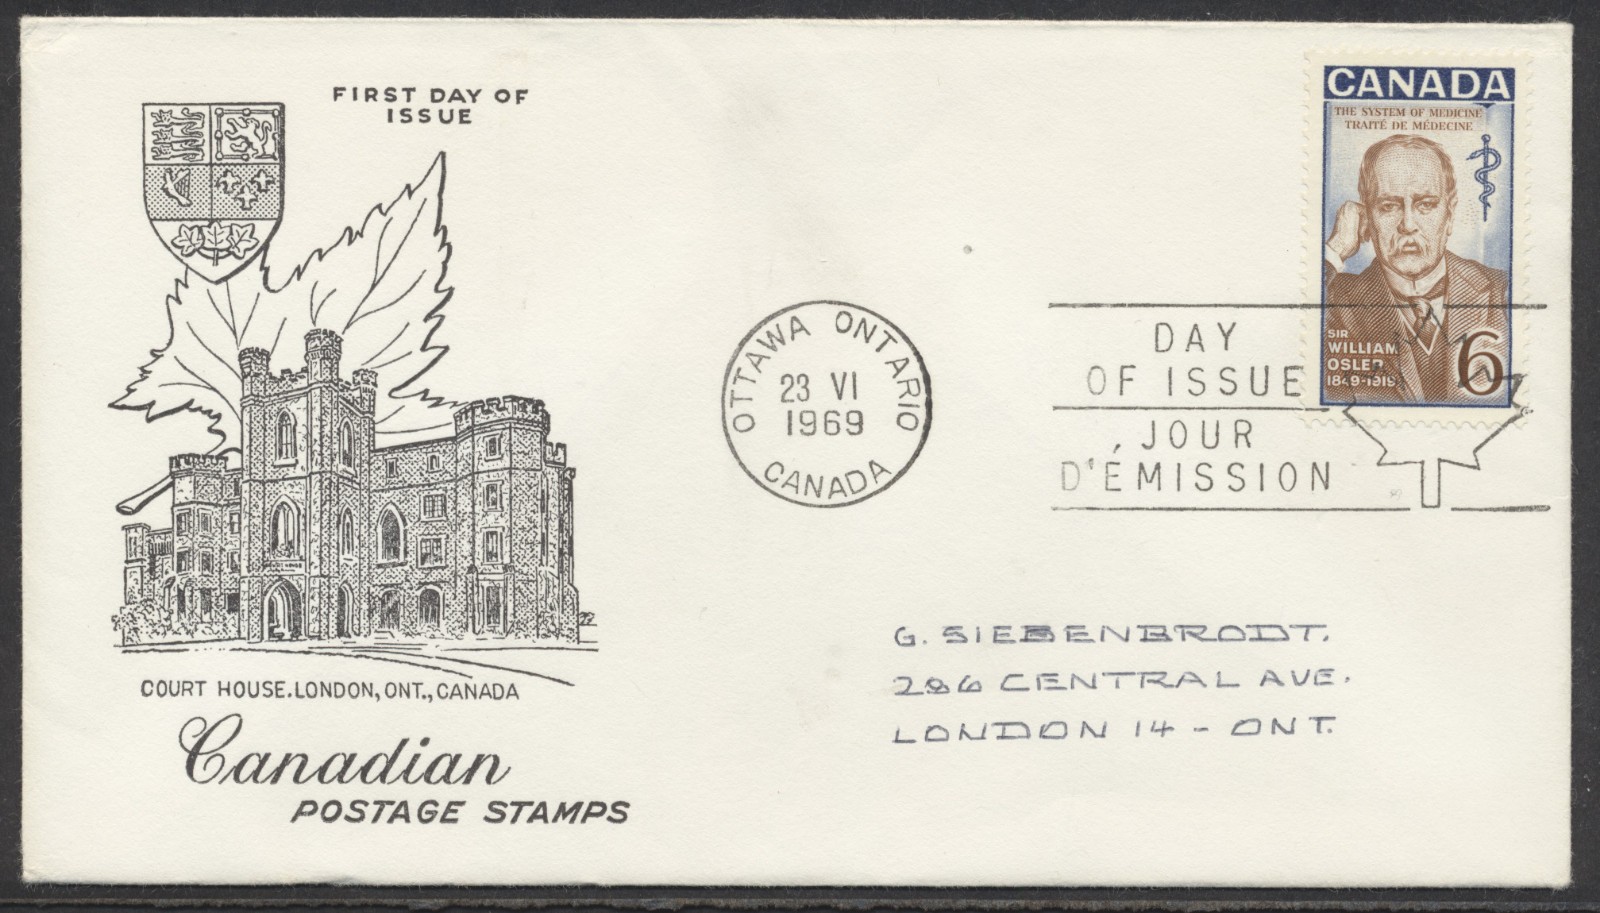 FIRST DAY OF
ISSUE
CANADA
THE SYSTEM OF MEDICINE
TRAITÉ DE MÉDECINE
SIR
WILLIAM
OSLER
1849-1919
6
OTTAWA ONTARIO
23 VI
1969
CANADA
DAY
OF ISSUE
JOUR
D'ÉMISSION
G. SIEBENBRODT.
286 CENTRAL AVE.
LONDON 14 - ONT.
COURT HOUSE. LONDON, ONT., CANADA
Canadian
POSTAGE STAMPS